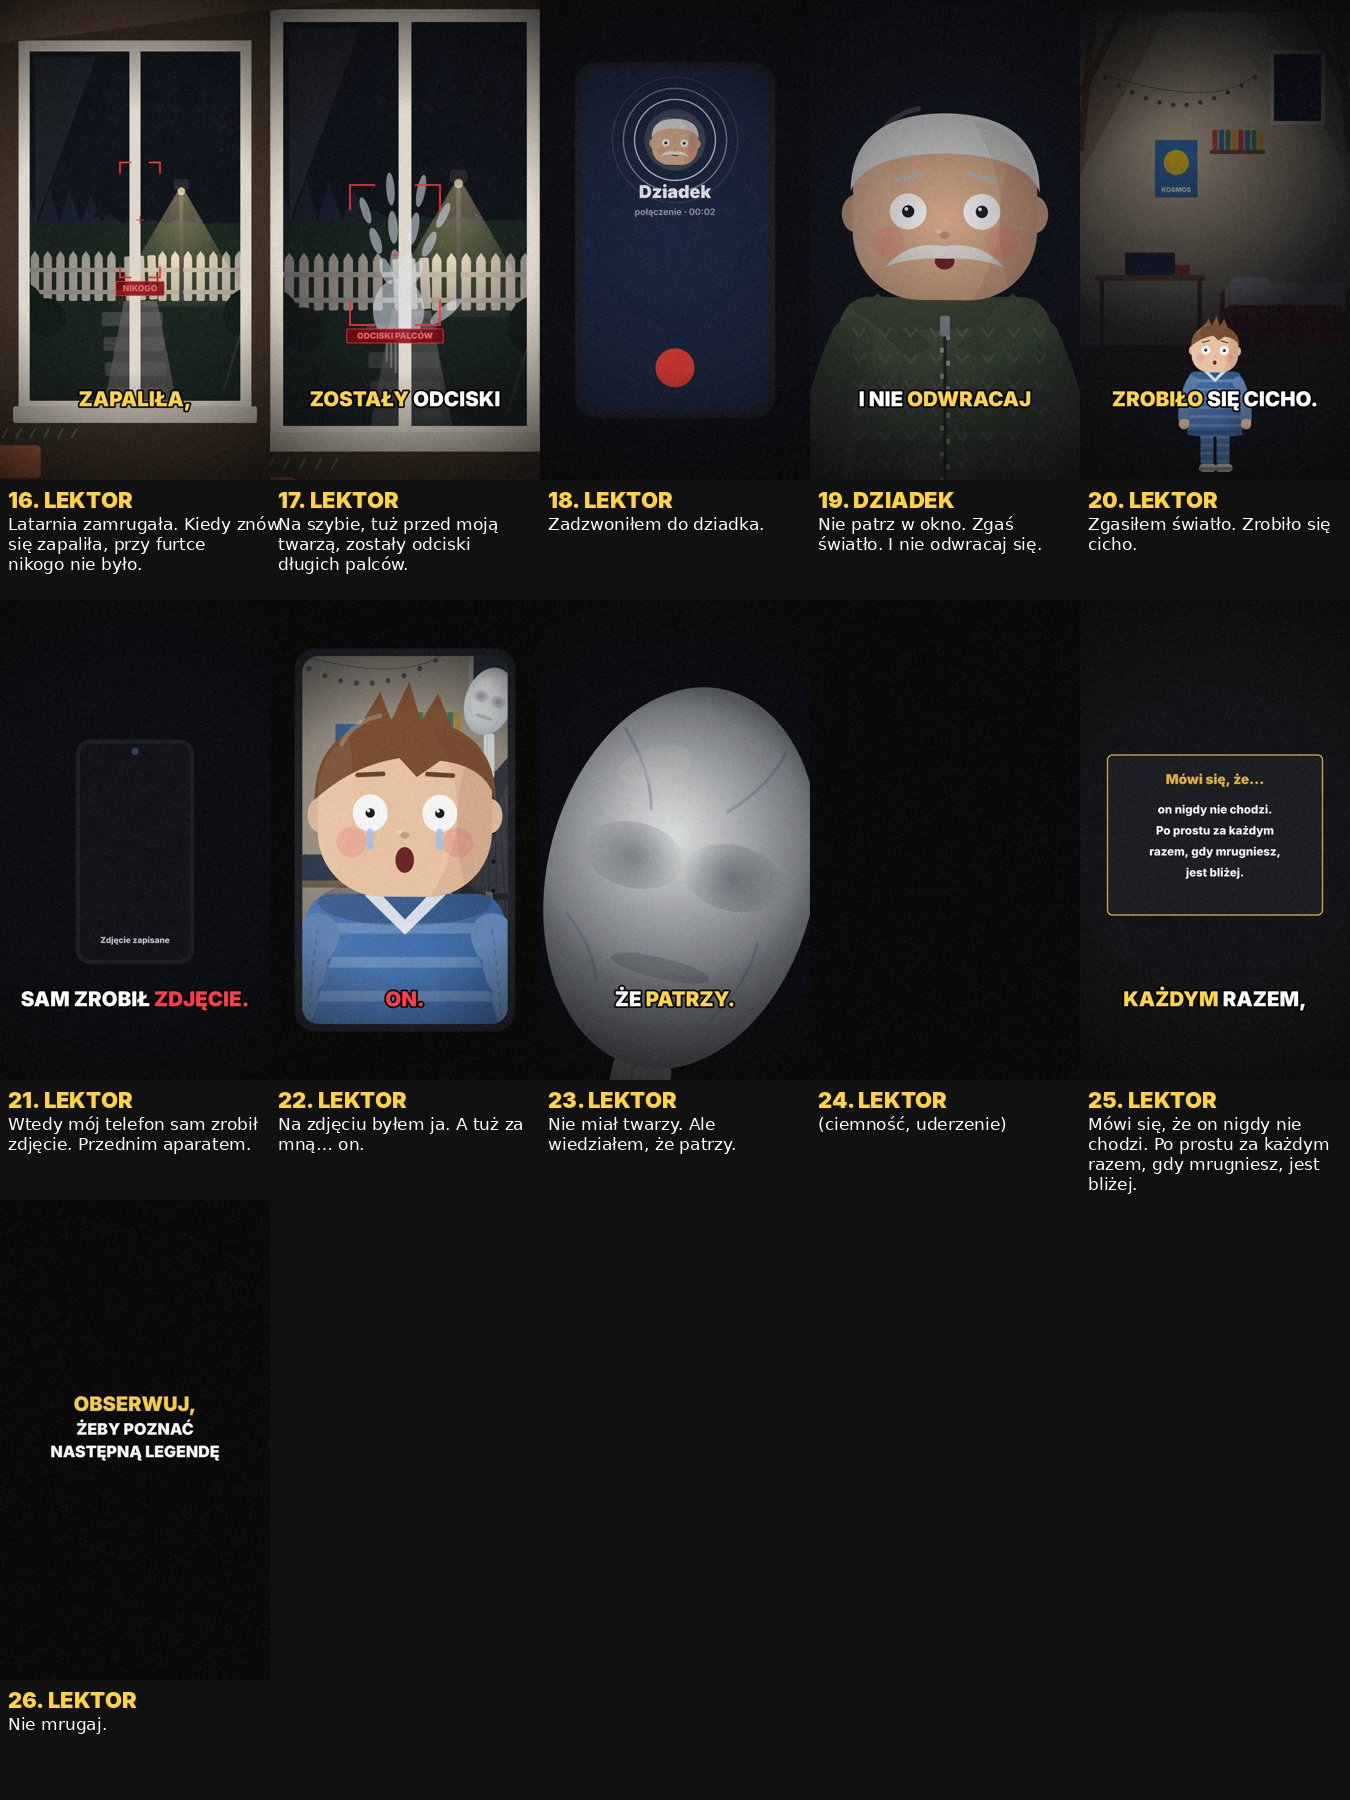 NIKOGO
ZAPALIŁA,
16. LEKTOR
Latarnia zamrugała. Kiedy znów
się zapaliła, przy furtce
nikogo nie było.
ODCISKI PALCÓW
ZOSTAŁY ODCISKI
17. LEKTOR
Na szybie, tuż przed moją
twarzą, zostały odciski
długich palców.
Dziadek
połączenie · 00:02
18. LEKTOR
Zadzwoniłem do dziadka.
I NIE ODWRACAJ
19. DZIADEK
Nie patrz w okno. Zgaś
światło. I nie odwracaj się.
KOSMOS
ZROBIŁO SIĘ CICHO.
20. LEKTOR
Zgasiłem światło. Zrobiło się
cicho.
Zdjęcie zapisane
SAM ZROBIŁ ZDJĘCIE.
21. LEKTOR
Wtedy mój telefon sam zrobił
zdjęcie. Przednim aparatem.
ON.
22. LEKTOR
Na zdjęciu byłem ja. A tuż za
mną... on.
ŻE PATRZY.
23. LEKTOR
Nie miał twarzy. Ale
wiedziałem, że patrzy.
24. LEKTOR
(ciemność, uderzenie)
Mówi się, że...
on nigdy nie chodzi.
Po prostu za każdym
razem, gdy mrugniesz,
jest bliżej.
KAŻDYM RAZEM,
25. LEKTOR
Mówi się, że on nigdy nie
chodzi. Po prostu za każdym
razem, gdy mrugniesz, jest
bliżej.
OBSERWUJ,
ŻEBY POZNAĆ
NASTĘPNĄ LEGENDĘ
26. LEKTOR
Nie mrugaj.